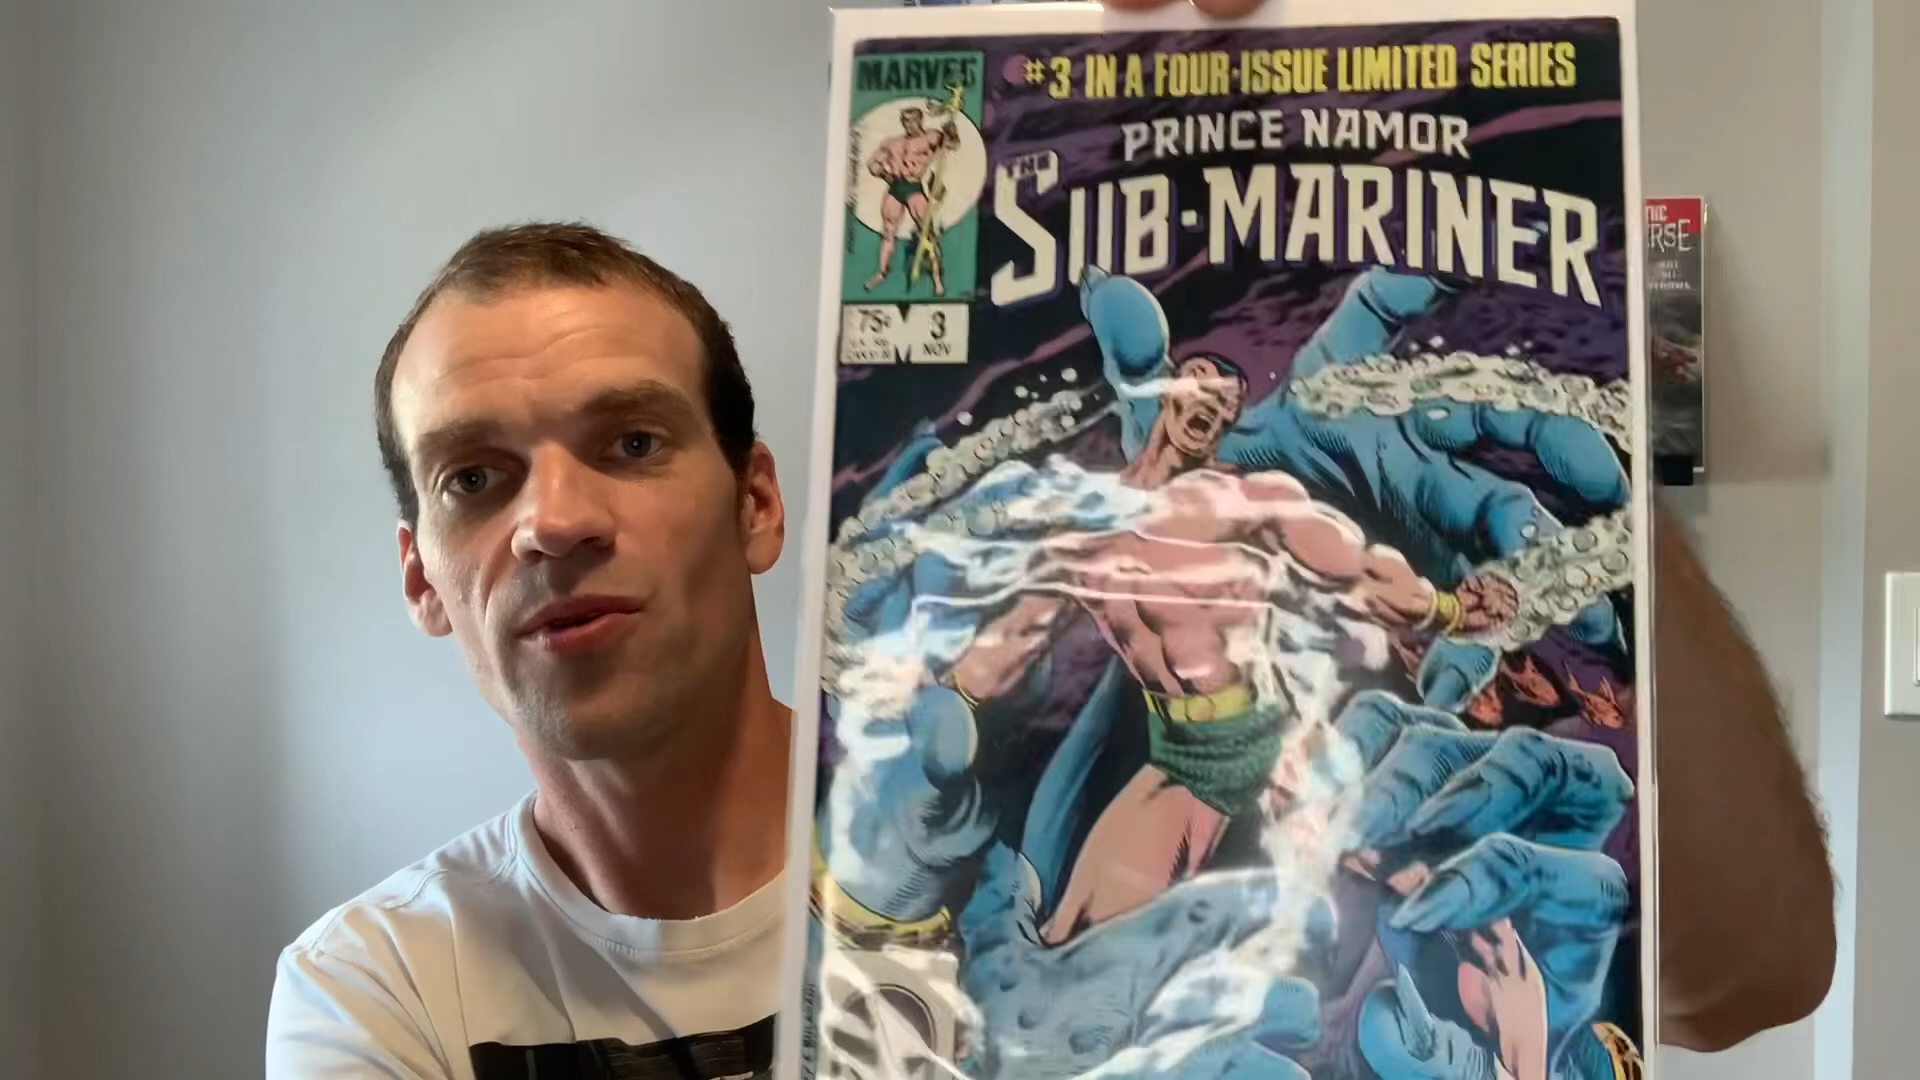 MARVEL
#3 IN A FOUR-ISSUE LIMITED SERIES
PRINCE NAMOR
THE
SUB-MARINER
75¢
3
NOV